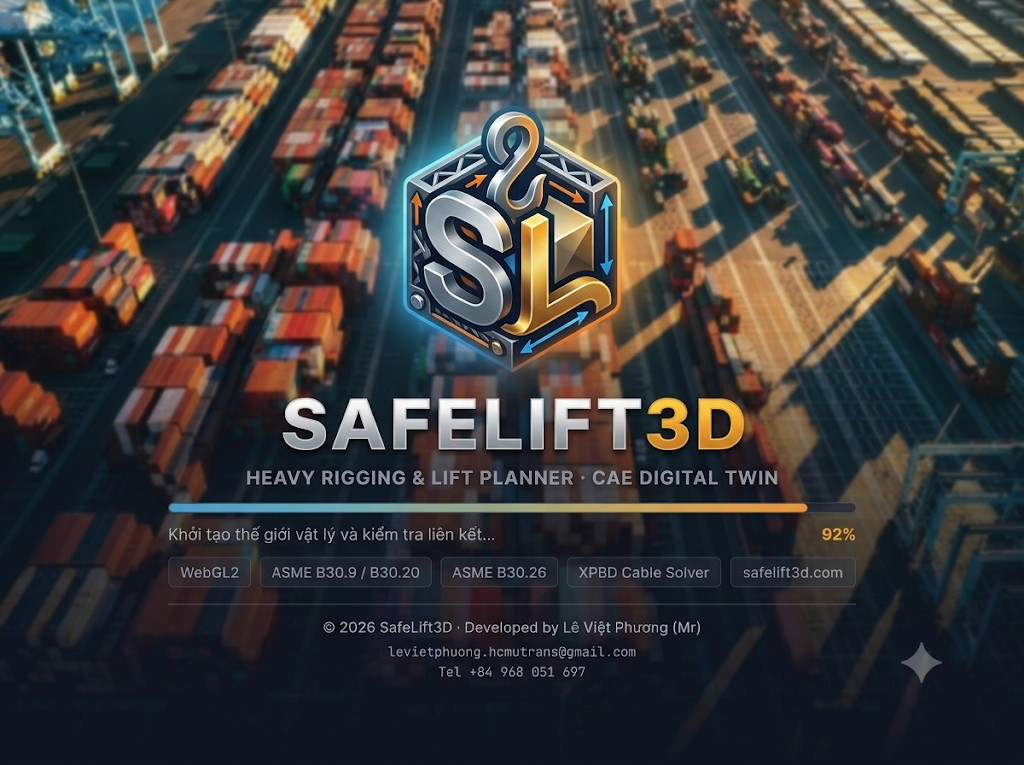 SL
SAFELIFT3D
HEAVY RIGGING & LIFT PLANNER · CAE DIGITAL TWIN
Khởi tạo thế giới vật lý và kiểm tra liên kết... 92%
WebGL2 ASME B30.9 / B30.20 ASME B30.26 XPBD Cable Solver safelift3d.com
© 2026 SafeLift3D · Developed by Lê Việt Phương (Mr)
levietphuong.hcmutrans@gmail.com
Tel +84 968 051 697